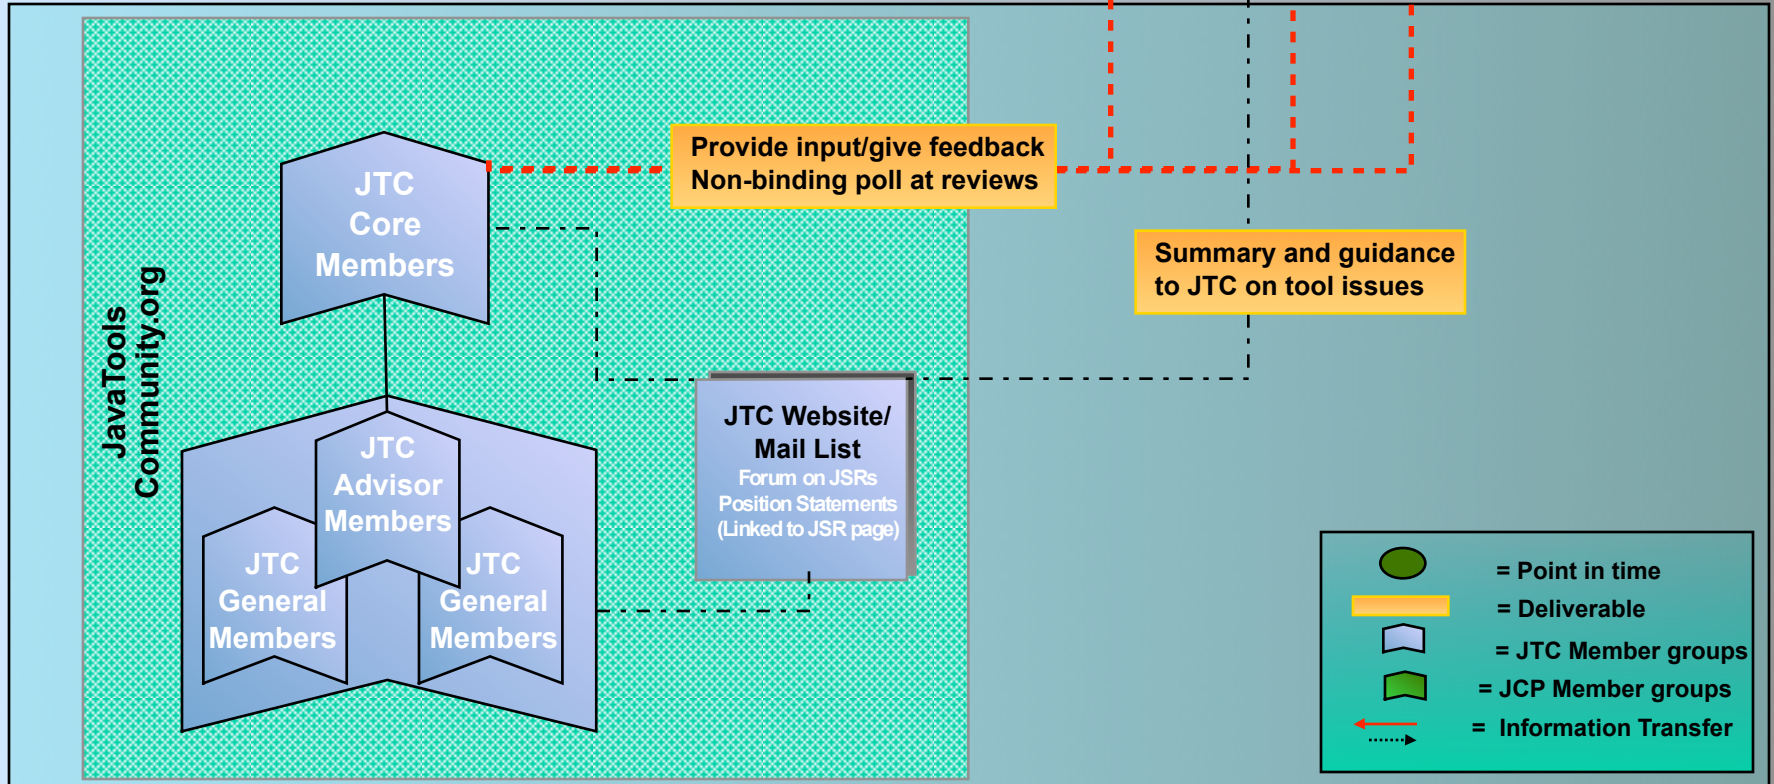 JavaTools
Community.org
JTC
Core
Members
Provide input/give feedback
Non-binding poll at reviews
Summary and guidance
to JTC on tool issues
JTC Website/
Mail List
Forum on JSRs
Position Statements
(Linked to JSR page)
JTC
Advisor
Members
JTC
General
Members
JTC
General
Members
= Point in time
= Deliverable
= JTC Member groups
= JCP Member groups
= Information Transfer